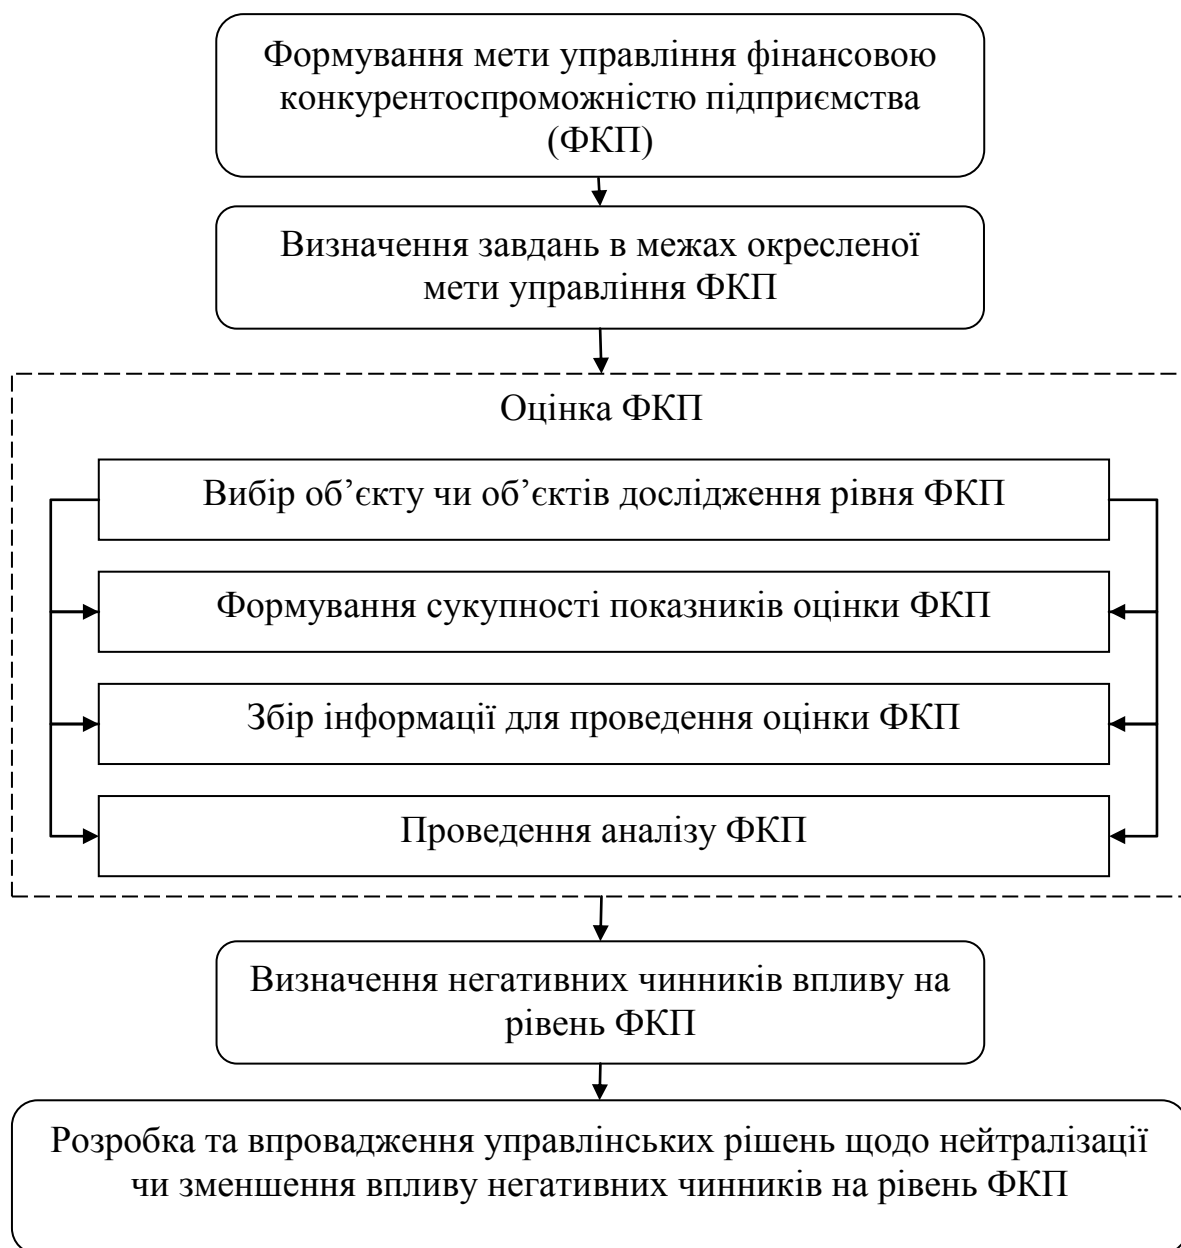 Формування мети управління фінансовою
конкурентоспроможністю підприємства
(ФКП)
Визначення завдань в межах окресленої
мети управління ФКП
Оцінка ФКП
Вибір об’єкту чи об’єктів дослідження рівня ФКП
Формування сукупності показників оцінки ФКП
Збір інформації для проведення оцінки ФКП
Проведення аналізу ФКП
Визначення негативних чинників впливу на
рівень ФКП
Розробка та впровадження управлінських рішень щодо нейтралізації
чи зменшення впливу негативних чинників на рівень ФКП